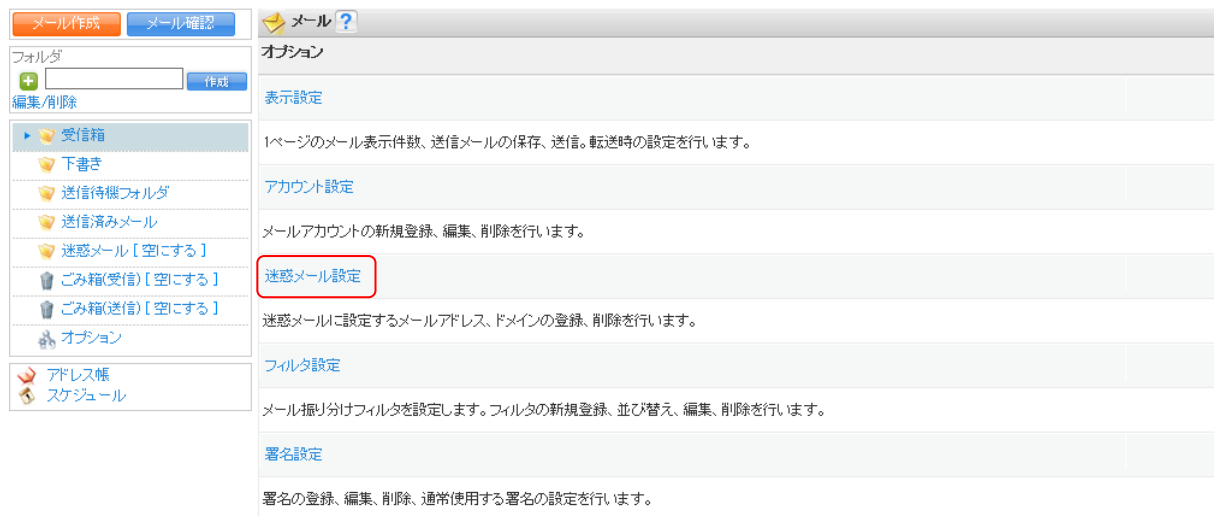 メール作成
メール確認
フォルダ
作成
編集/削除
受信箱
下書き
送信待機フォルダ
送信済みメール
迷惑メール [ 空にする ]
ごみ箱(受信) [ 空にする ]
ごみ箱(送信) [ 空にする ]
オプション
アドレス帳
スケジュール
メール ?
オプション
表示設定
1ページのメール表示件数、送信メールの保存、送信。転送時の設定を行います。
アカウント設定
メールアカウントの新規登録、編集、削除を行います。
迷惑メール設定
迷惑メールに設定するメールアドレス、ドメインの登録、削除を行います。
フィルタ設定
メール振り分けフィルタを設定します。フィルタの新規登録、並び替え、編集、削除を行います。
署名設定
署名の登録、編集、削除、通常使用する署名の設定を行います。